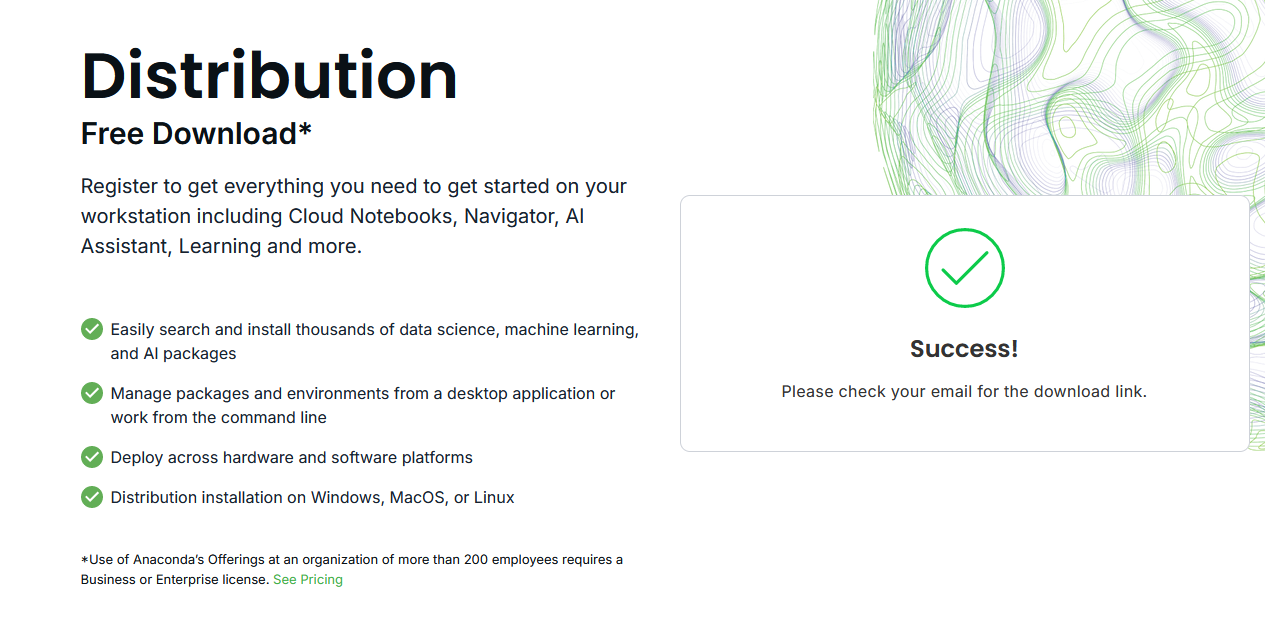 Distribution
Free Download*
Register to get everything you need to get started on your
workstation including Cloud Notebooks, Navigator, AI
Assistant, Learning and more.
Easily search and install thousands of data science, machine learning,
and AI packages
Manage packages and environments from a desktop application or
work from the command line
Deploy across hardware and software platforms
Distribution installation on Windows, MacOS, or Linux
*Use of Anaconda’s Offerings at an organization of more than 200 employees requires a
Business or Enterprise license. See Pricing
Success!
Please check your email for the download link.